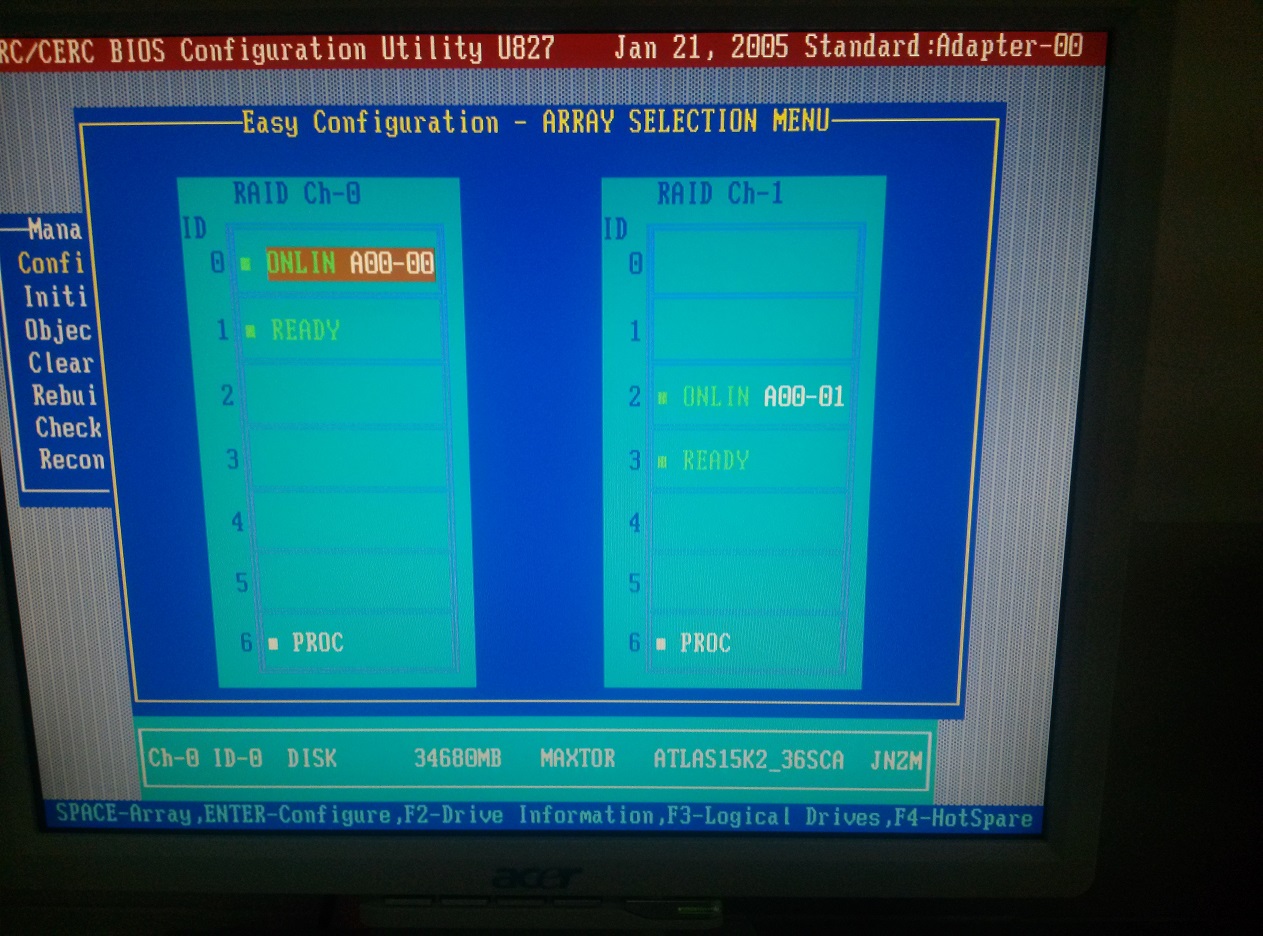 RC/CERC BIOS Configuration Utility U827 Jan 21, 2005 Standard:Adapter-00
Easy Configuration - ARRAY SELECTION MENU
Mana
Confi
Initi
Objec
Clear
Rebui
Check
Recon
RAID Ch-0
ID
0 ONLIN A00-00
1 READY
2
3
4
5
6 PROC
RAID Ch-1
ID
0
1
2 ONLIN A00-01
3 READY
4
5
6 PROC
Ch-0 ID-0 DISK 34680MB MAXTOR ATLAS15K2_36SCA JNZM
SPACE-Array,ENTER-Configure,F2-Drive Information,F3-Logical Drives,F4-HotSpare
acer